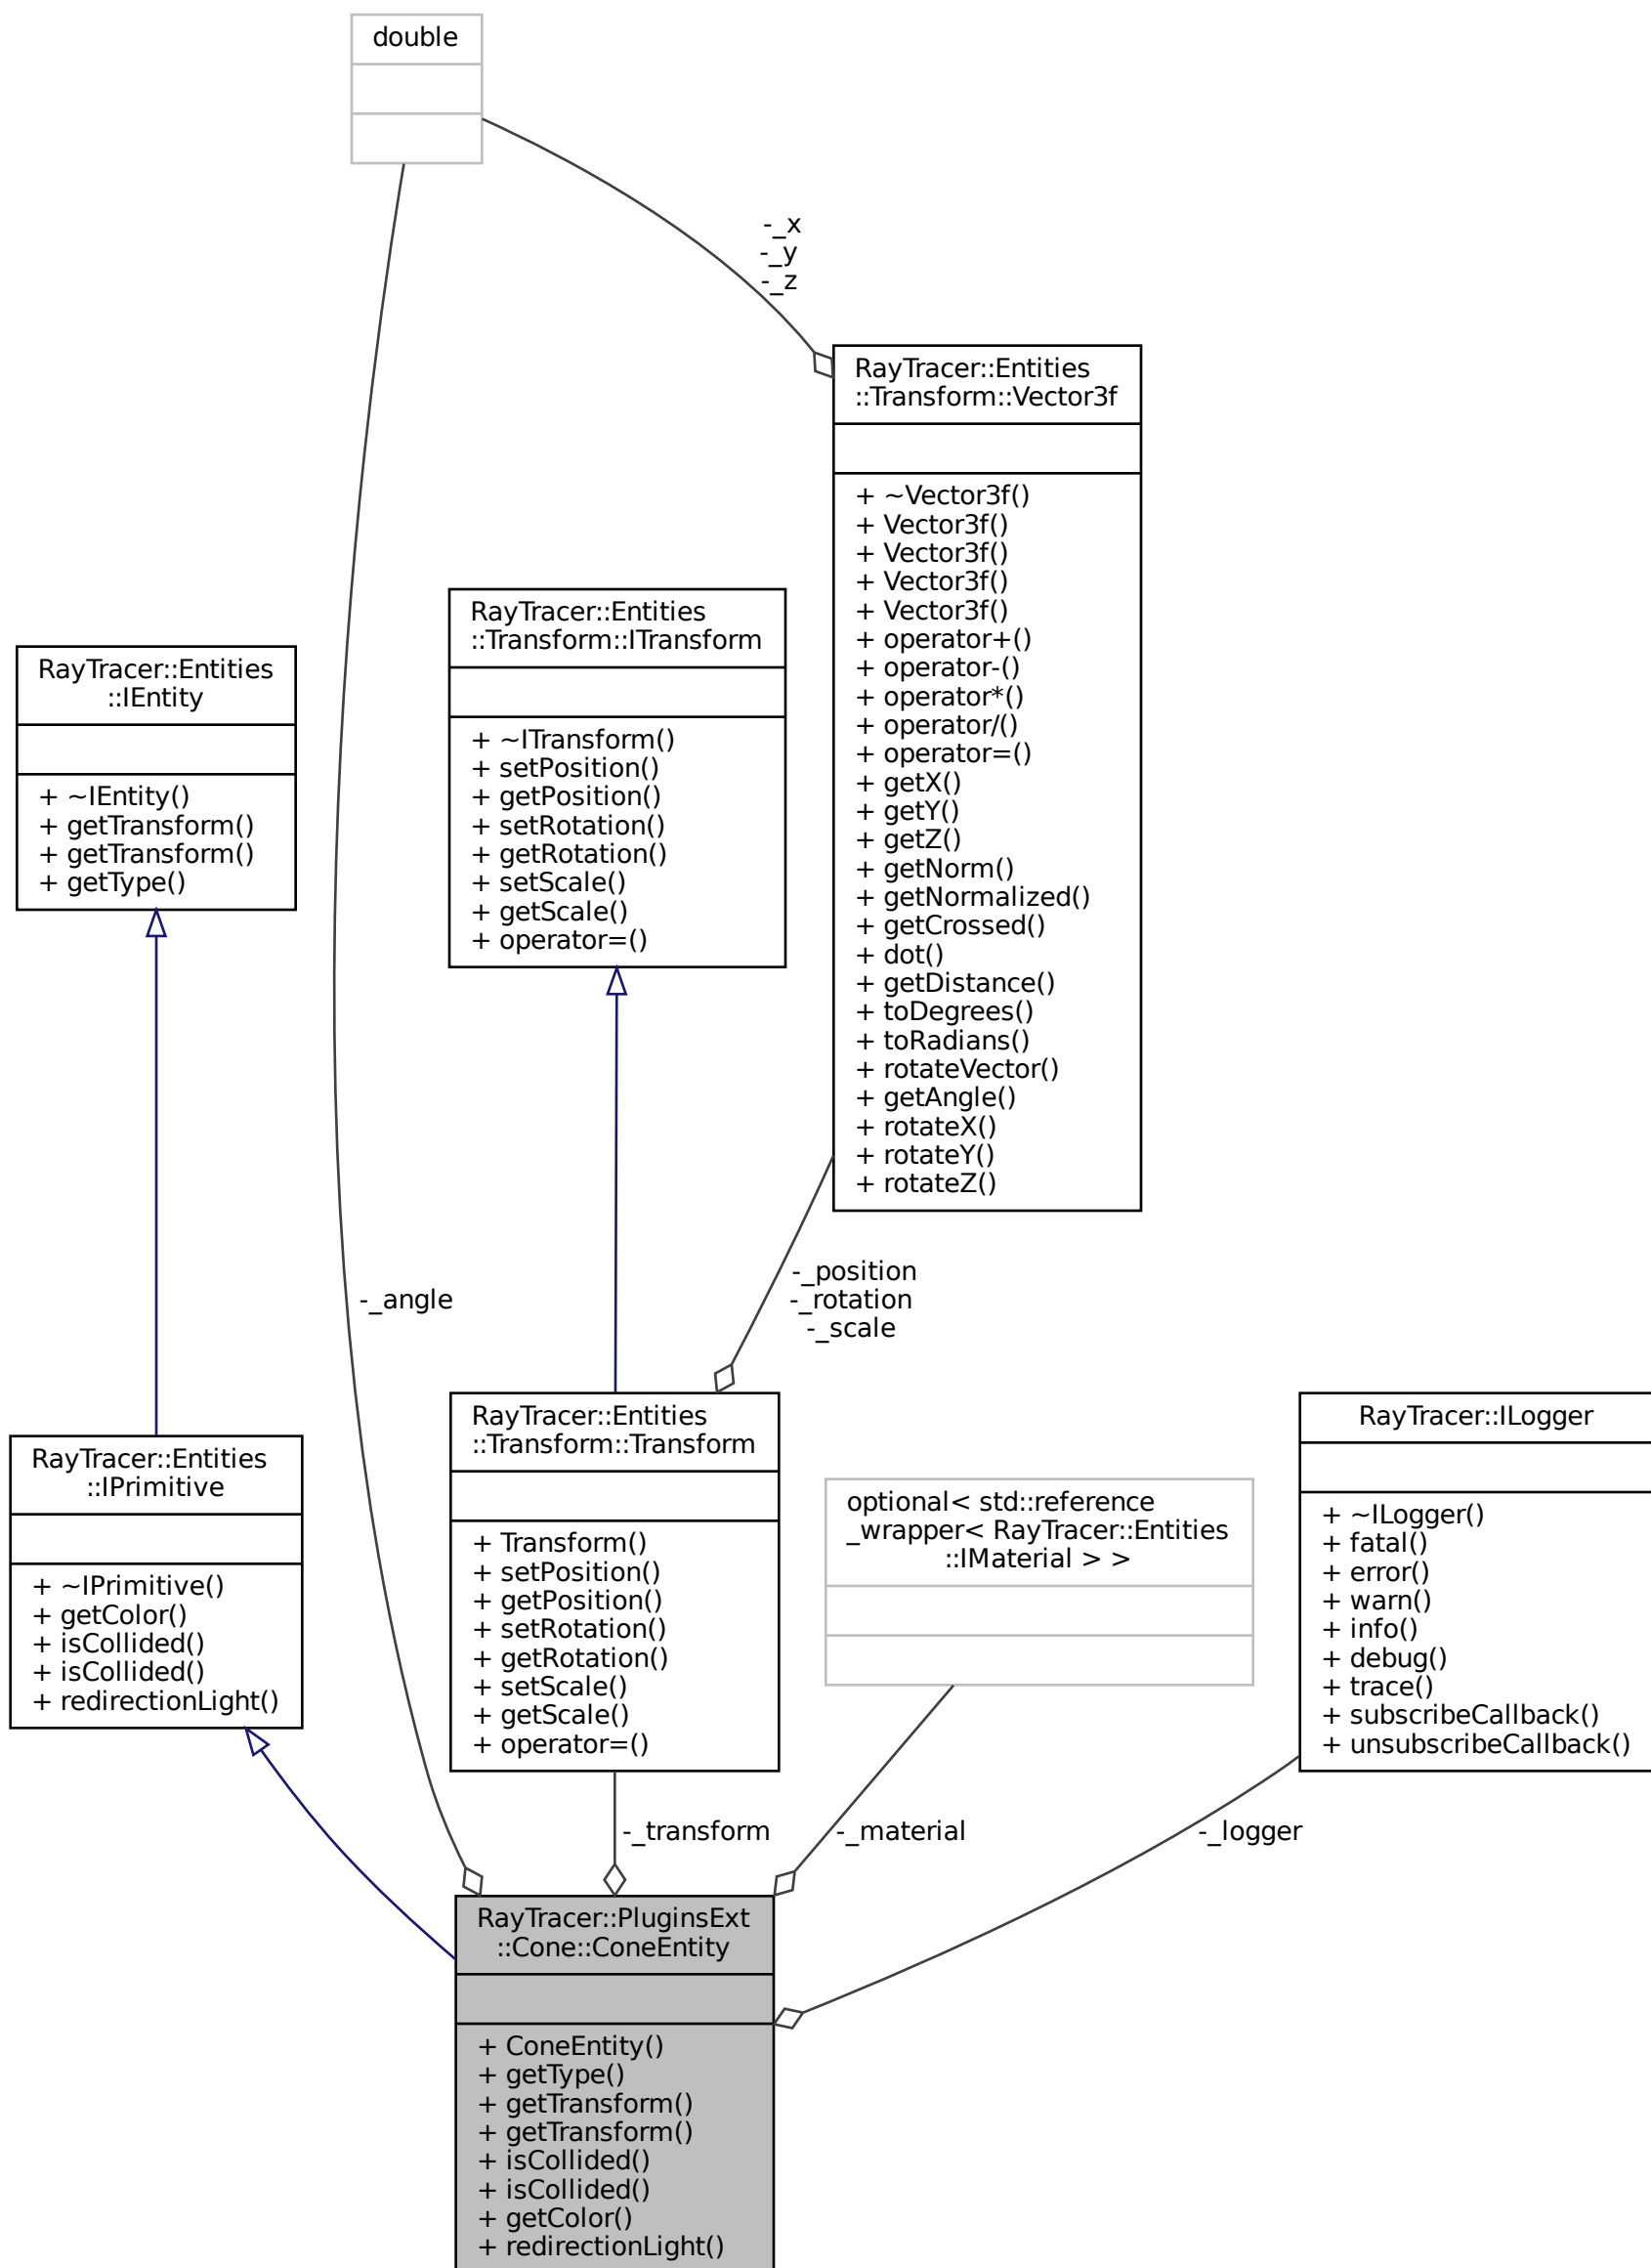 double
-_x
-_y
-_z
RayTracer::Entities
::Transform::Vector3f
+ ~Vector3f()
+ Vector3f()
+ Vector3f()
+ Vector3f()
+ Vector3f()
+ operator+()
+ operator-()
+ operator*()
+ operator/()
+ operator=()
+ getX()
+ getY()
+ getZ()
+ getNorm()
+ getNormalized()
+ getCrossed()
+ dot()
+ getDistance()
+ toDegrees()
+ toRadians()
+ rotateVector()
+ getAngle()
+ rotateX()
+ rotateY()
+ rotateZ()
RayTracer::Entities
::Transform::ITransform
+ ~ITransform()
+ setPosition()
+ getPosition()
+ setRotation()
+ getRotation()
+ setScale()
+ getScale()
+ operator=()
RayTracer::Entities
::IEntity
+ ~IEntity()
+ getTransform()
+ getTransform()
+ getType()
-_angle
-_position
-_rotation
-_scale
RayTracer::Entities
::IPrimitive
+ ~IPrimitive()
+ getColor()
+ isCollided()
+ isCollided()
+ redirectionLight()
RayTracer::Entities
::Transform::Transform
+ Transform()
+ setPosition()
+ getPosition()
+ setRotation()
+ getRotation()
+ setScale()
+ getScale()
+ operator=()
optional< std::reference
_wrapper< RayTracer::Entities
::IMaterial > >
RayTracer::ILogger
+ ~ILogger()
+ fatal()
+ error()
+ warn()
+ info()
+ debug()
+ trace()
+ subscribeCallback()
+ unsubscribeCallback()
-_transform
-_material
-_logger
RayTracer::PluginsExt
::Cone::ConeEntity
+ ConeEntity()
+ getType()
+ getTransform()
+ getTransform()
+ isCollided()
+ isCollided()
+ getColor()
+ redirectionLight()